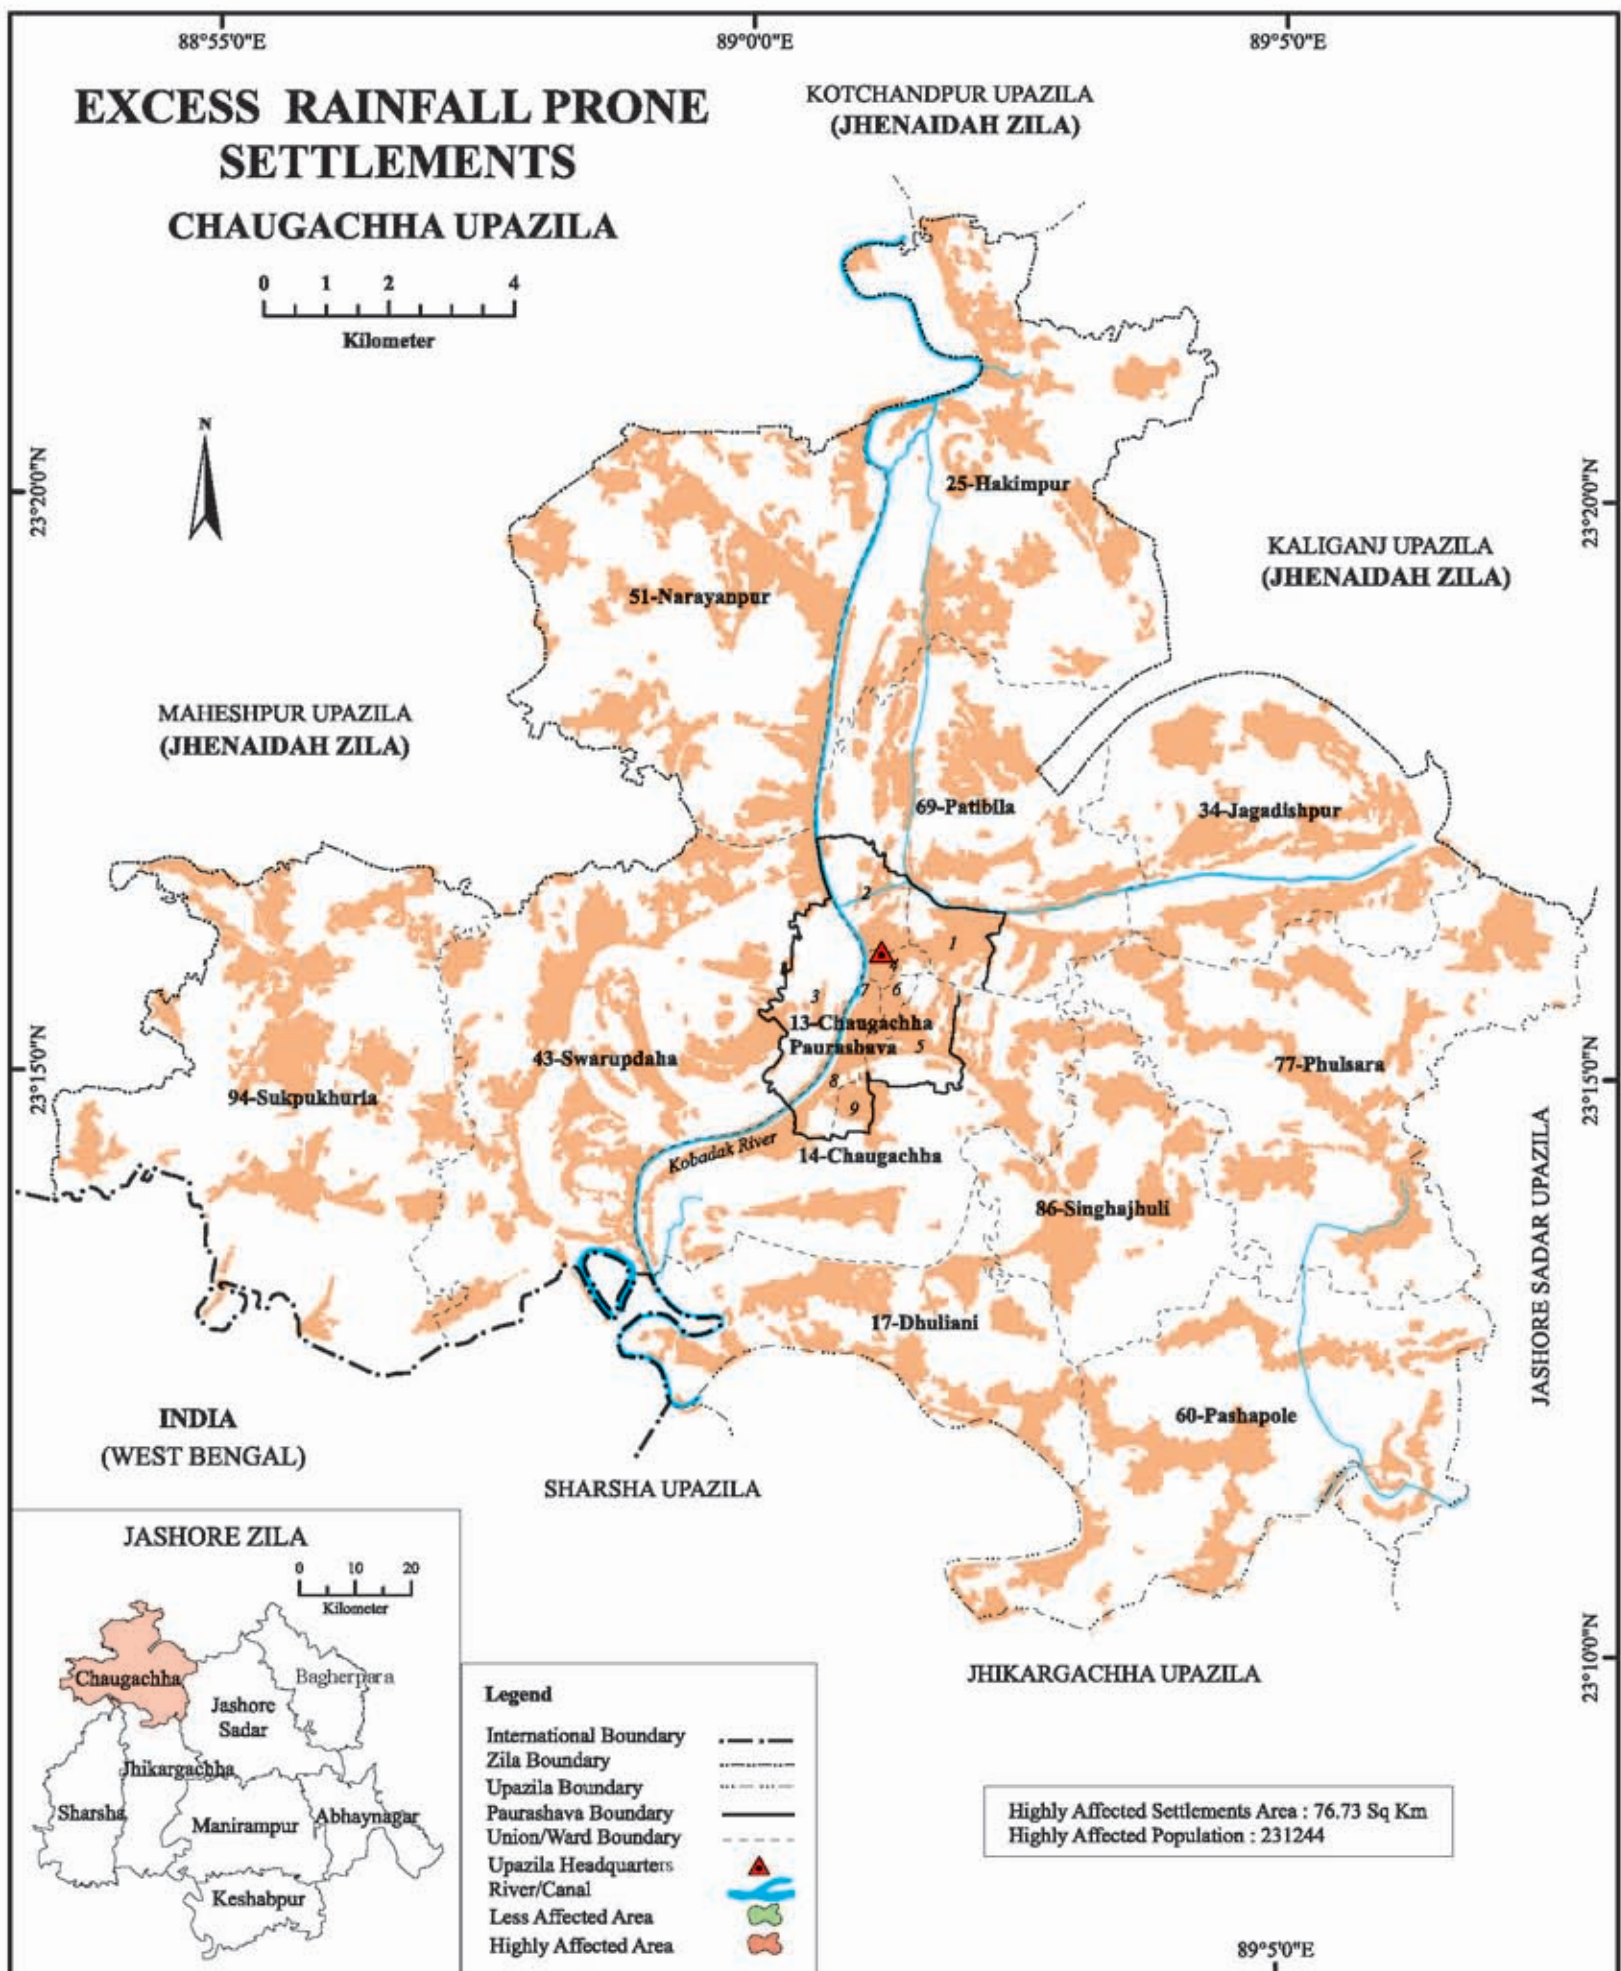 88°55'0"E
89°0'0"E
89°5'0"E
EXCESS RAINFALL PRONE
SETTLEMENTS
CHAUGACHHA UPAZILA
0 1 2 4
Kilometer
N
KOTCHANDPUR UPAZILA
(JHENAIDAH ZILA)
23°20'0"N
23°20'0"N
25-Hakimpur
KALIGANJ UPAZILA
(JHENAIDAH ZILA)
51-Narayanpur
MAHESHPUR UPAZILA
(JHENAIDAH ZILA)
69-Patibila
34-Jagadishpur
2
1
4
3
7
6
13-Chaugachha
Paurashava
5
43-Swarupdaha
77-Phulsara
23°15'0"N
23°15'0"N
94-Sukpukhuria
8
9
Kobadak River
14-Chaugachha
86-Singhajhuli
JASHORE SADAR UPAZILA
17-Dhuliani
60-Pashapole
INDIA
(WEST BENGAL)
SHARSHA UPAZILA
JHIKARGACHHA UPAZILA
23°10'0"N
JASHORE ZILA
0 10 20
Kilometer
Chaugachha
Bagherpara
Jashore
Sadar
Jhikargachha
Sharsha
Manirampur
Abhaynagar
Keshabpur
Legend
International Boundary
Zila Boundary
Upazila Boundary
Paurashava Boundary
Union/Ward Boundary
Upazila Headquarters
River/Canal
Less Affected Area
Highly Affected Area
Highly Affected Settlements Area : 76.73 Sq Km
Highly Affected Population : 231244
89°5'0"E